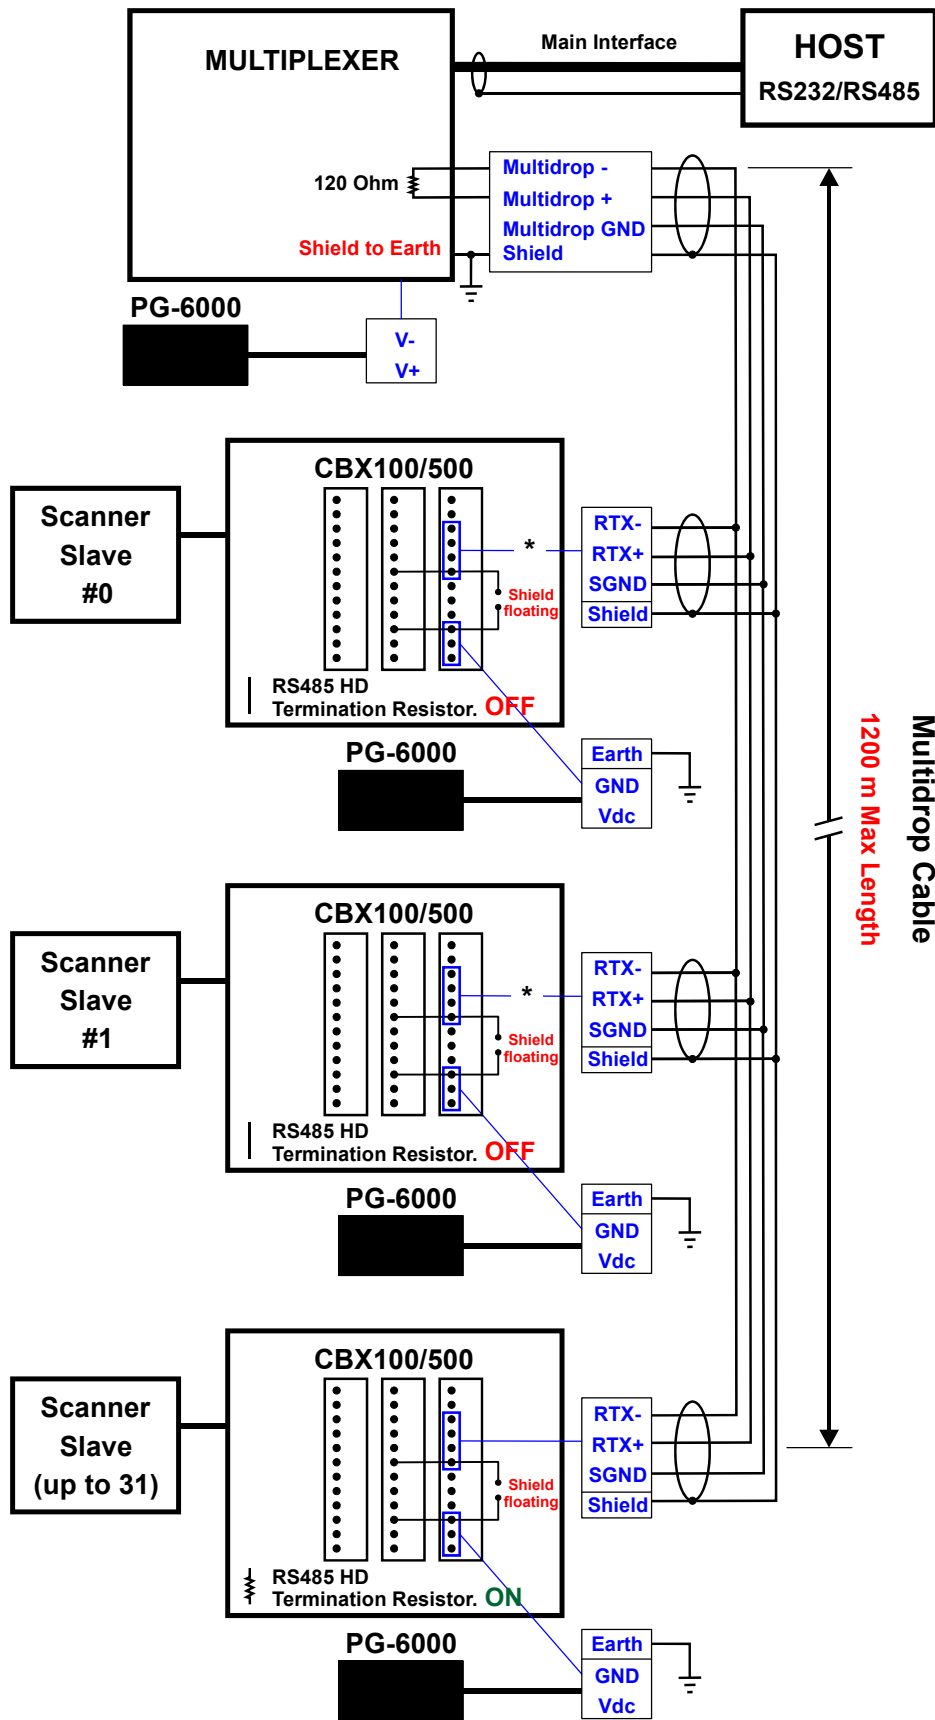 MULTIPLEXER
Main Interface
HOST
RS232/RS485
120 Ohm
Multidrop -
Multidrop +
Multidrop GND
Shield
Shield to Earth
PG-6000
V-
V+
CBX100/500
Scanner
Slave
#0
*
RTX-
RTX+
SGND
Shield
Shield
floating
RS485 HD
Termination Resistor. OFF
PG-6000
Earth
GND
Vdc
Multidrop Cable
1200 m Max Length
CBX100/500
Scanner
Slave
#1
*
RTX-
RTX+
SGND
Shield
Shield
floating
RS485 HD
Termination Resistor. OFF
PG-6000
Earth
GND
Vdc
CBX100/500
Scanner
Slave
(up to 31)
RTX-
RTX+
SGND
Shield
Shield
floating
RS485 HD
Termination Resistor. ON
PG-6000
Earth
GND
Vdc